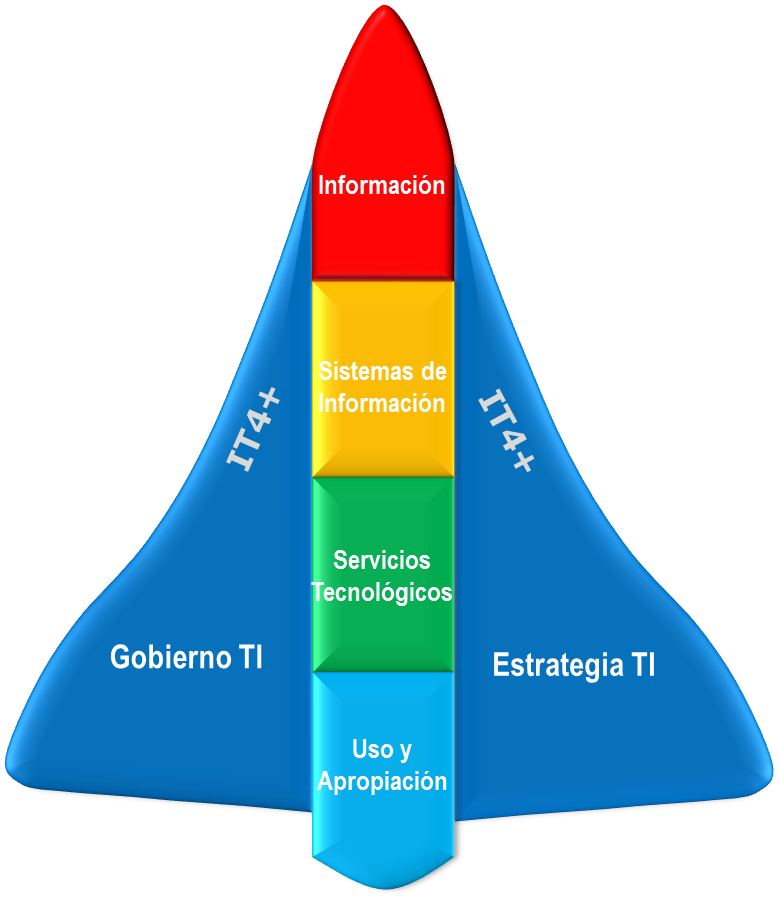 Información
Sistemas de
Información
IT4+
IT4+
Servicios
Tecnológicos
Gobierno TI
Estrategia TI
Uso y
Apropiación